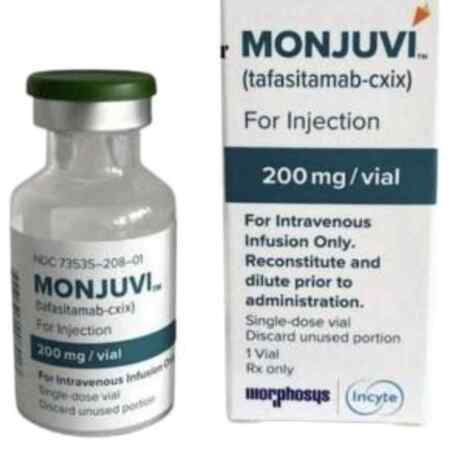 NDC 73535-208-01
MONJUVI™
(tafasitamab-cxix)
For Injection
200 mg/vial
For Intravenous Infusion Only.
Single-dose vial
Discard unused portion
r
MONJUVI™
(tafasitamab-cxix)
For Injection
200 mg/vial
For Intravenous
Infusion Only.
Reconstitute and
dilute prior to
administration.
Single-dose vial
Discard unused portion
1 Vial
Rx only
morphosys
Incyte